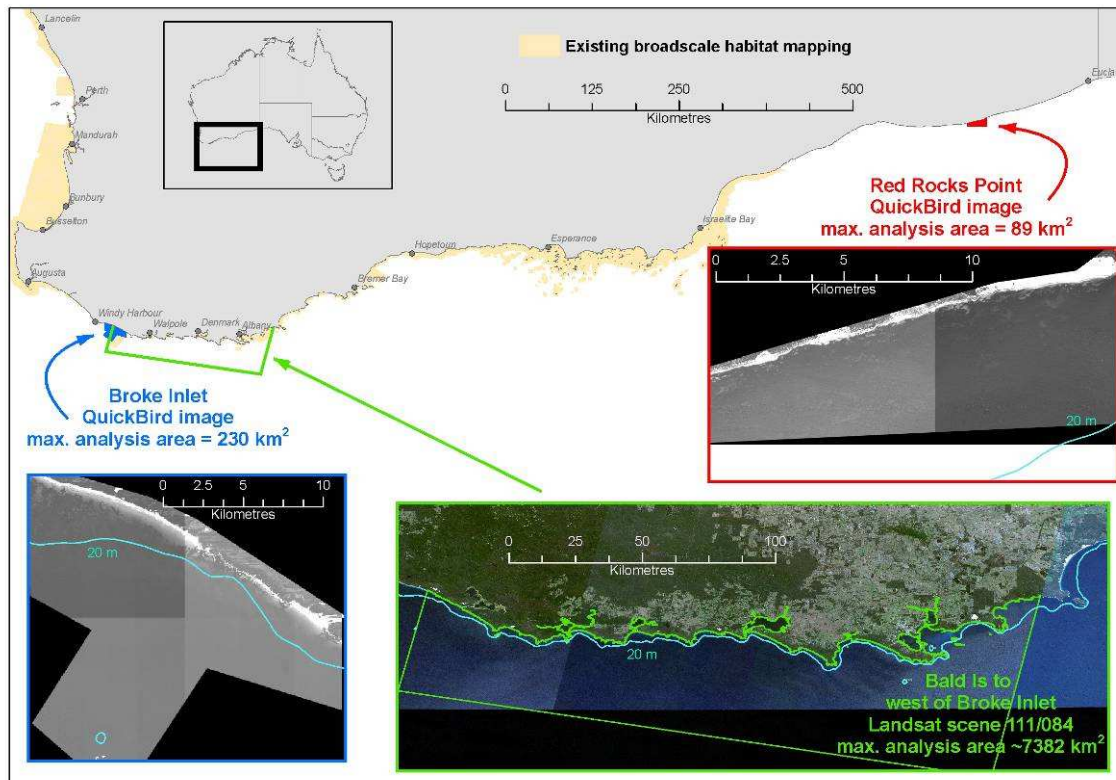 Lancelin
Existing broadscale habitat mapping
Perth
Eucla
0 125 250 500
Kilometres
Mandurah
Bunbury
Busselton
Augusta
Windy Harbour
Walpole
Denmark
Albany
Bremer Bay
Hopetoun
Esperance
Israelite Bay
Red Rocks Point
QuickBird image
max. analysis area = 89 km²
0 2.5 5 10
Kilometres
20 m
Broke Inlet
QuickBird image
max. analysis area = 230 km²
0 2.5 5 10
Kilometres
20 m
0 25 50 100
Kilometres
20 m
Bald Is to
west of Broke Inlet
Landsat scene 111/084
max. analysis area ~7382 km²